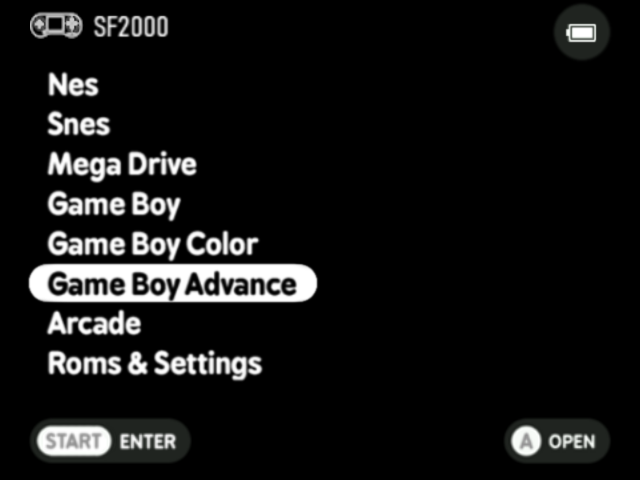 SF2000
Nes
Snes
Mega Drive
Game Boy
Game Boy Color
Game Boy Advance
Arcade
Roms & Settings
START ENTER
A OPEN